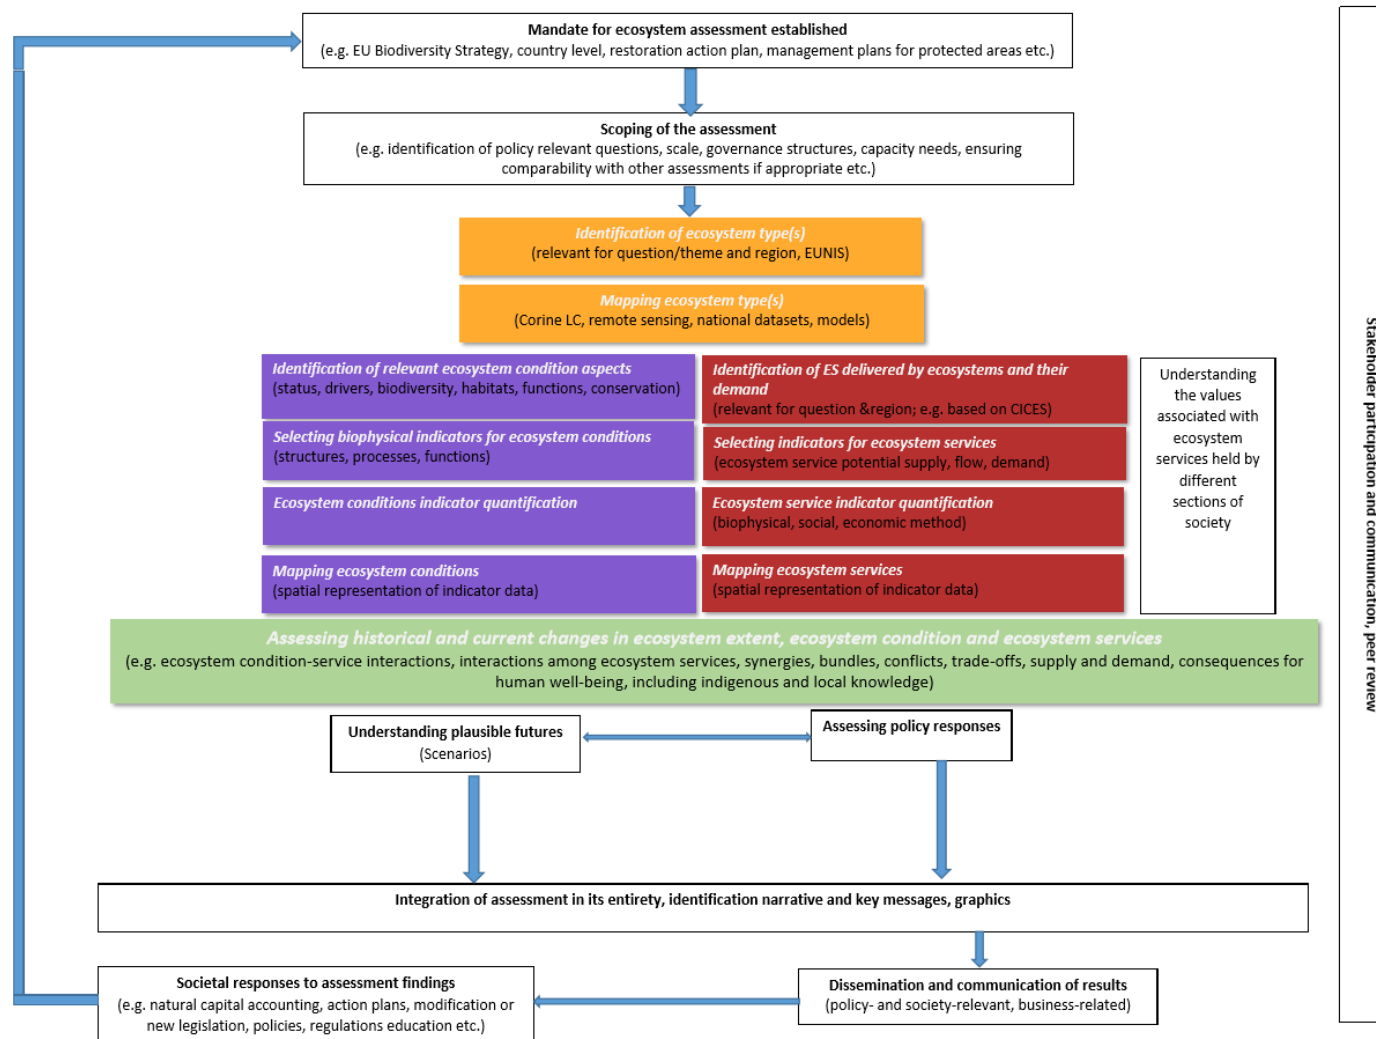 Mandate for ecosystem assessment established
(e.g. EU Biodiversity Strategy, country level, restoration action plan, management plans for protected areas etc.)
Scoping of the assessment
(e.g. identification of policy relevant questions, scale, governance structures, capacity needs, ensuring
comparability with other assessments if appropriate etc.)
Identification of ecosystem type(s)
(relevant for question/theme and region, EUNIS)
Mapping ecosystem type(s)
(Corine LC, remote sensing, national datasets, models)
Identification of relevant ecosystem condition aspects
(status, drivers, biodiversity, habitats, functions, conservation)
Selecting biophysical indicators for ecosystem conditions
(structures, processes, functions)
Ecosystem conditions indicator quantification
Mapping ecosystem conditions
(spatial representation of indicator data)
Identification of ES delivered by ecosystems and their
demand
(relevant for question &region; e.g. based on CICES)
Selecting indicators for ecosystem services
(ecosystem service potential supply, flow, demand)
Ecosystem service indicator quantification
(biophysical, social, economic method)
Mapping ecosystem services
(spatial representation of indicator data)
Understanding
the values
associated with
ecosystem
services held by
different
sections of
society
Assessing historical and current changes in ecosystem extent, ecosystem condition and ecosystem services
(e.g. ecosystem condition-service interactions, interactions among ecosystem services, synergies, bundles, conflicts, trade-offs, supply and demand, consequences for
human well-being, including indigenous and local knowledge)
Understanding plausible futures
(Scenarios)
Assessing policy responses
Integration of assessment in its entirety, identification narrative and key messages, graphics
Dissemination and communication of results
(policy- and society-relevant, business-related)
Societal responses to assessment findings
(e.g. natural capital accounting, action plans, modification or
new legislation, policies, regulations education etc.)
Stakeholder participation and communication, peer review